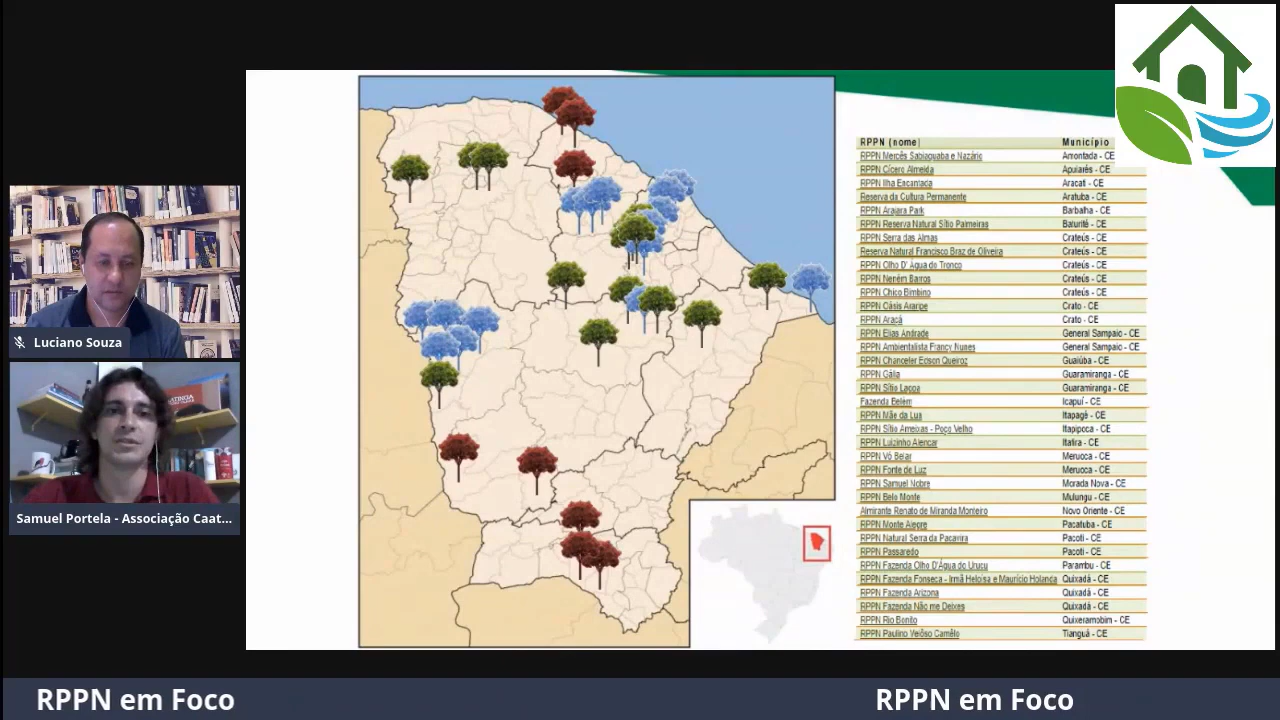 RPPN (nome) Município
RPPN Mercês Sabiaguaba e Nazário Amontada - CE
RPPN Cícero Almeida Apuiarés - CE
RPPN Ilha Encantada Aracati - CE
Reserva da Cultura Permanente Aratuba - CE
RPPN Arajara Park Barbalha - CE
RPPN Reserva Natural Sítio Palmeiras Baturité - CE
RPPN Serra das Almas Crateús - CE
Reserva Natural Francisco Braz de Oliveira Crateús - CE
RPPN Olho D' Água do Tronco Crateús - CE
RPPN Neném Barros Crateús - CE
RPPN Chico Bimbino Crateús - CE
RPPN Oásis Araripe Crato - CE
RPPN Araçá Crato - CE
RPPN Elias Andrade General Sampaio - CE
RPPN Ambientalista Francy Nunes General Sampaio - CE
RPPN Chanceler Edson Queiroz Guaiúba - CE
RPPN Gália Guaramiranga - CE
RPPN Sítio Lagoa Guaramiranga - CE
Fazenda Belém Icapuí - CE
RPPN Mãe da Lua Itapagé - CE
RPPN Sítio Ameixas - Poço Velho Itapipoca - CE
RPPN Luizinho Alencar Itatira - CE
RPPN Vó Belar Meruoca - CE
RPPN Fonte de Luz Meruoca - CE
RPPN Samuel Nobre Morada Nova - CE
RPPN Belo Monte Mulungu - CE
Almirante Renato de Miranda Monteiro Novo Oriente - CE
RPPN Monte Alegre Pacatuba - CE
RPPN Natural Serra da Pacavira Pacoti - CE
RPPN Passaredo Pacoti - CE
RPPN Fazenda Olho D'Água do Urucu Parambu - CE
RPPN Fazenda Fonseca - Irmã Heloisa e Maurício Holanda Quixadá - CE
RPPN Fazenda Arizona Quixadá - CE
RPPN Fazenda Não me Deixes Quixadá - CE
RPPN Rio Bonito Quixeramobim - CE
RPPN Paulino Velôso Camêlo Tianguá - CE
Luciano Souza
Samuel Portela - Associação Caat...
RPPN em Foco RPPN em Foco